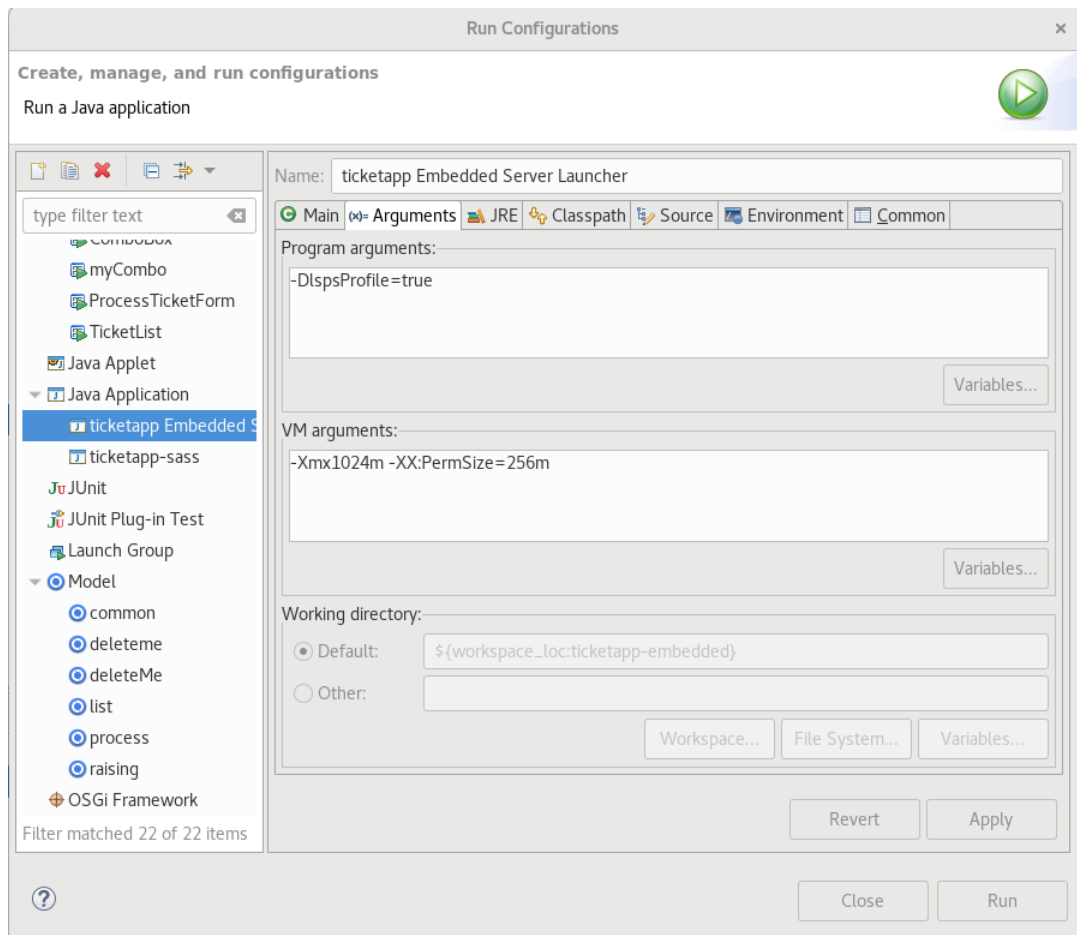 Run Configurations
Create, manage, and run configurations
Run a Java application
type filter text
ComboBox
myCombo
ProcessTicketForm
TicketList
Java Applet
Java Application
ticketapp Embedded S
ticketapp-sass
JUnit
JUnit Plug-in Test
Launch Group
Model
common
deleteme
deleteMe
list
process
raising
OSGi Framework
Filter matched 22 of 22 items
Name: ticketapp Embedded Server Launcher
Main (x)= Arguments JRE Classpath Source Environment Common
Program arguments:
-DlspsProfile=true
Variables...
VM arguments:
-Xmx1024m -XX:PermSize=256m
Variables...
Working directory:
Default: ${workspace_loc:ticketapp-embedded}
Other:
Workspace... File System... Variables...
Revert Apply
Close Run